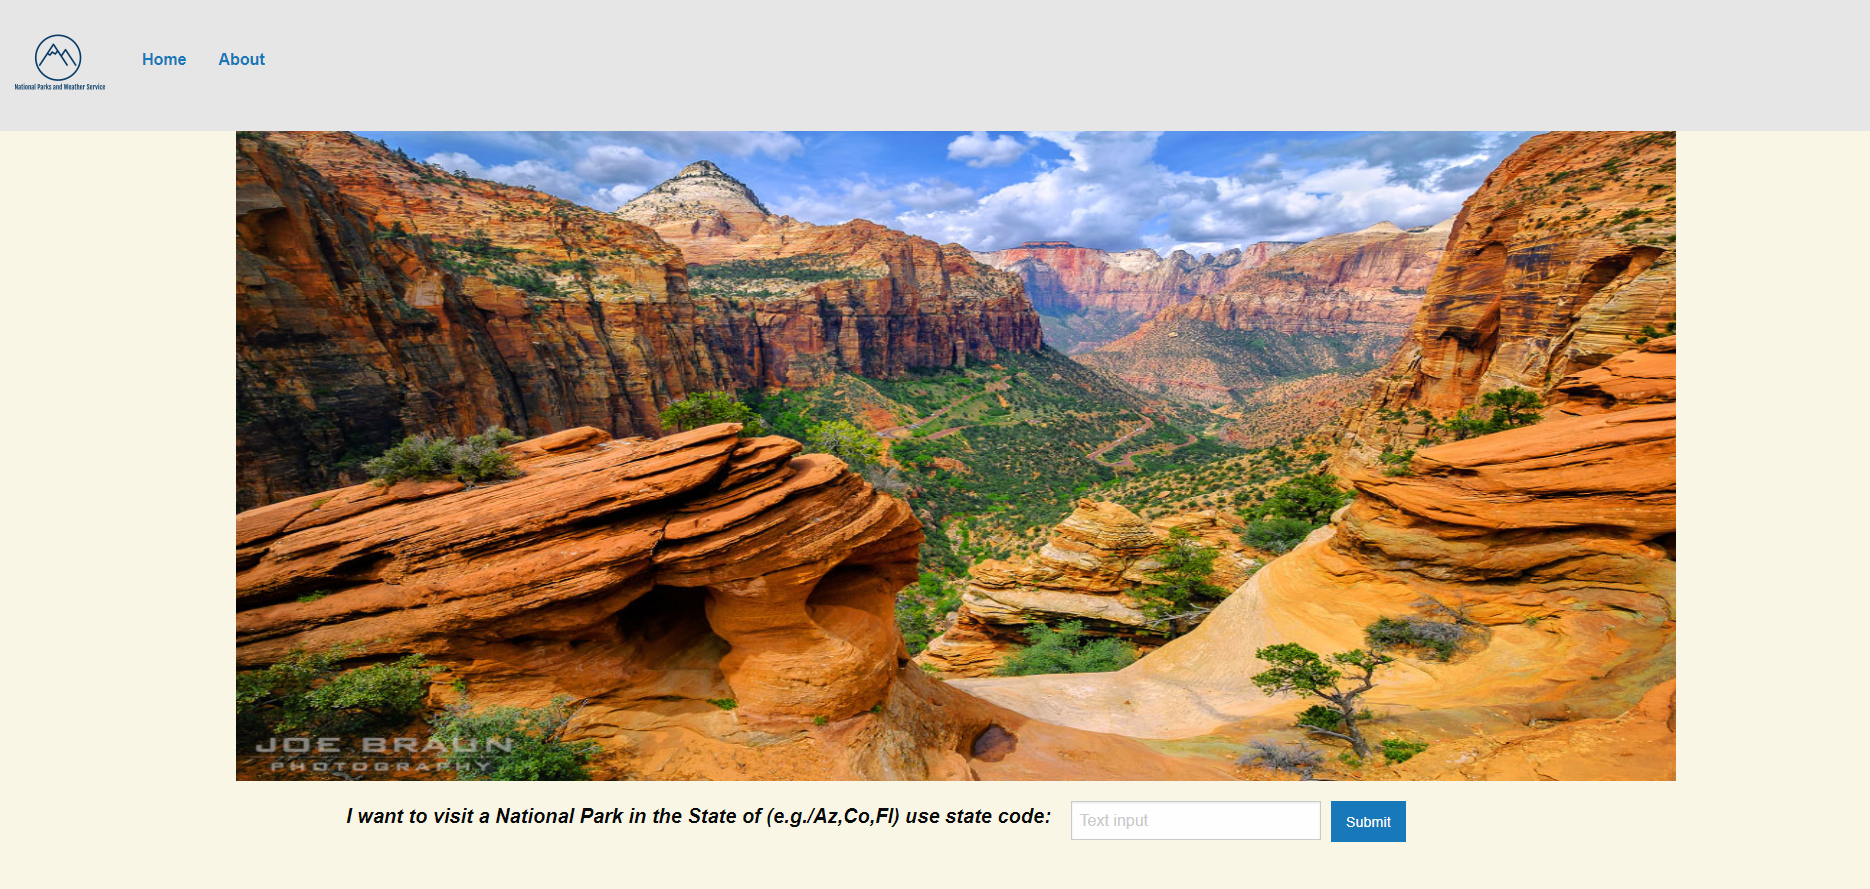 National Parks and Weather Service
Home
About
JOE BRAUN
PHOTOGRAPHY
I want to visit a National Park in the State of (e.g./Az,Co,Fl) use state code:
Text input
Submit